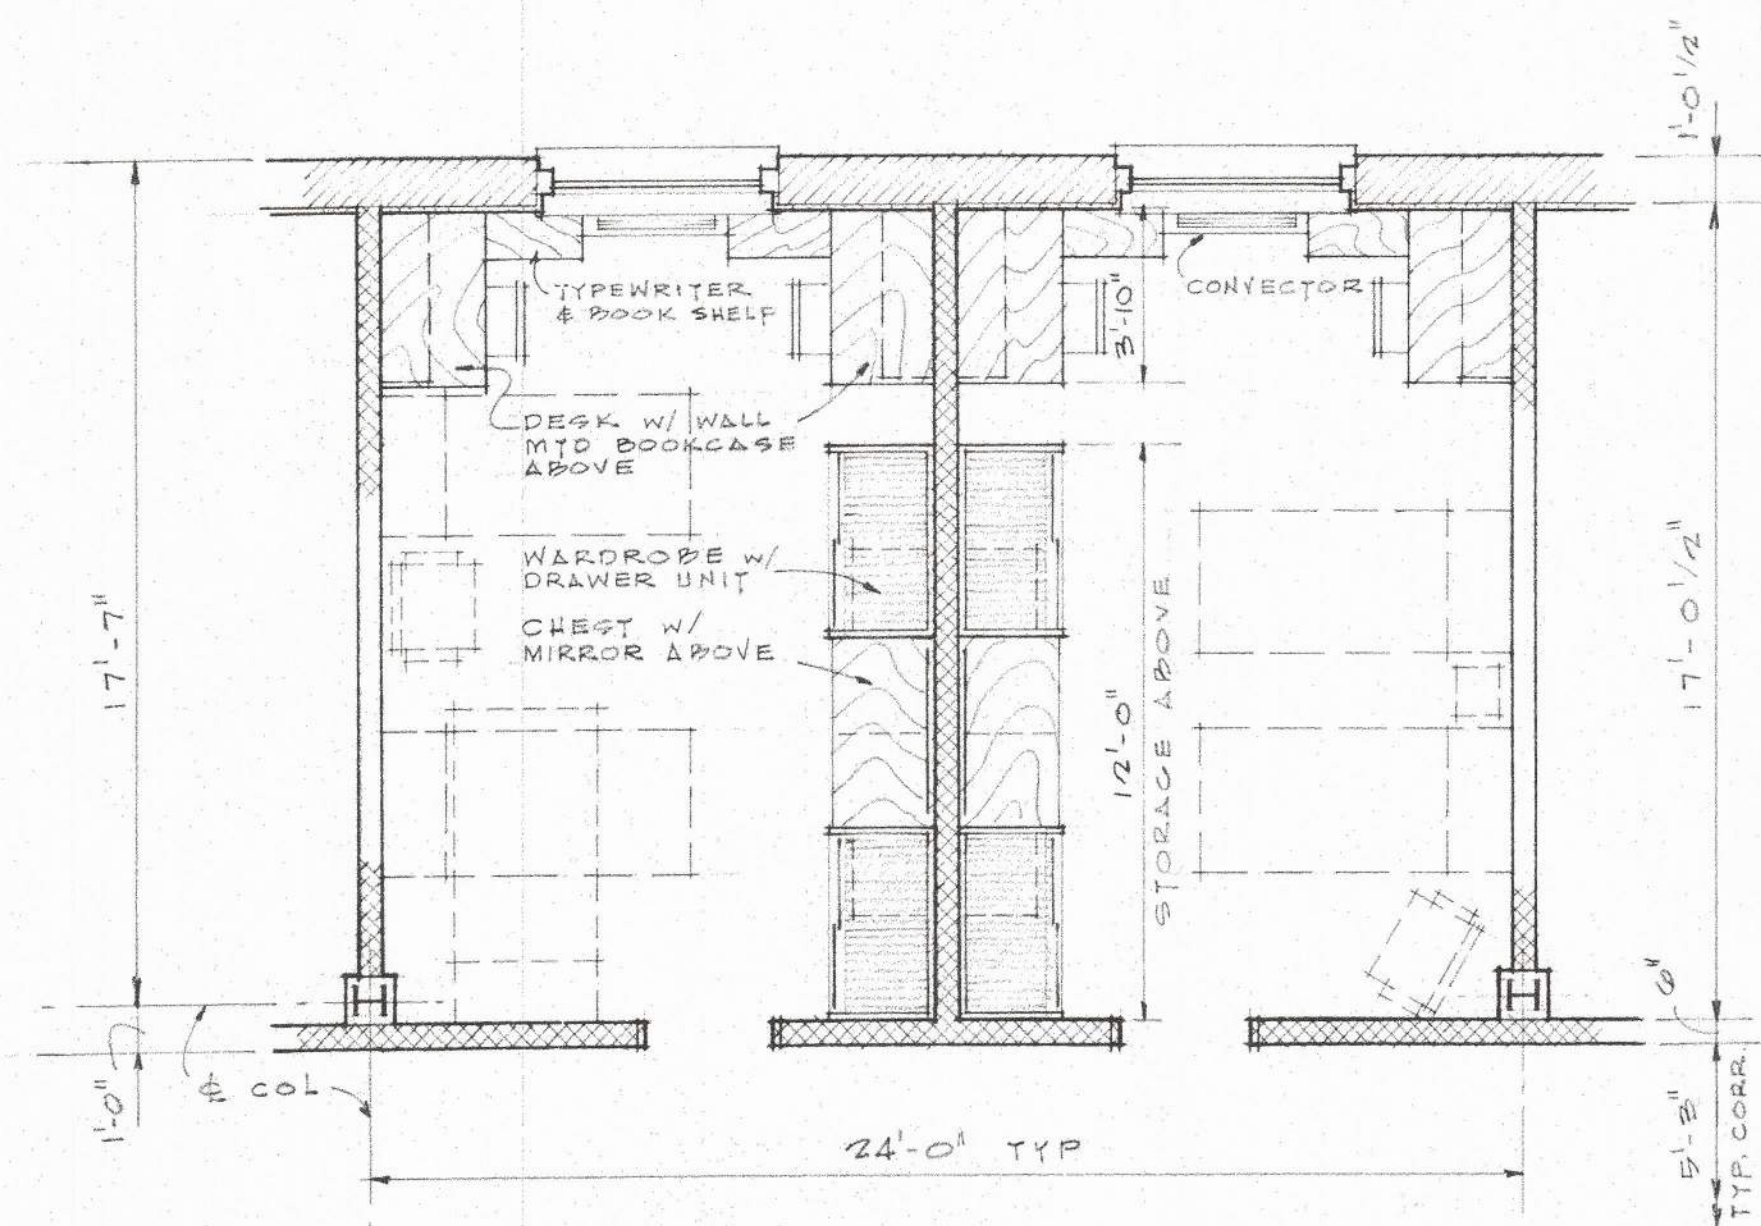 1'-0 1/2"
TYPEWRITER
& BOOK SHELF
CONVECTOR
3'-10"
DESK W/ WALL
MTD BOOKCASE
ABOVE
WARDROBE W/
DRAWER UNIT
CHEST W/
MIRROR ABOVE
17'-7"
12'-0"
STORAGE ABOVE
17'-0 1/2"
6"
1'-0"
℄ COL
24'-0" TYP
5'-3"
TYP. CORR.